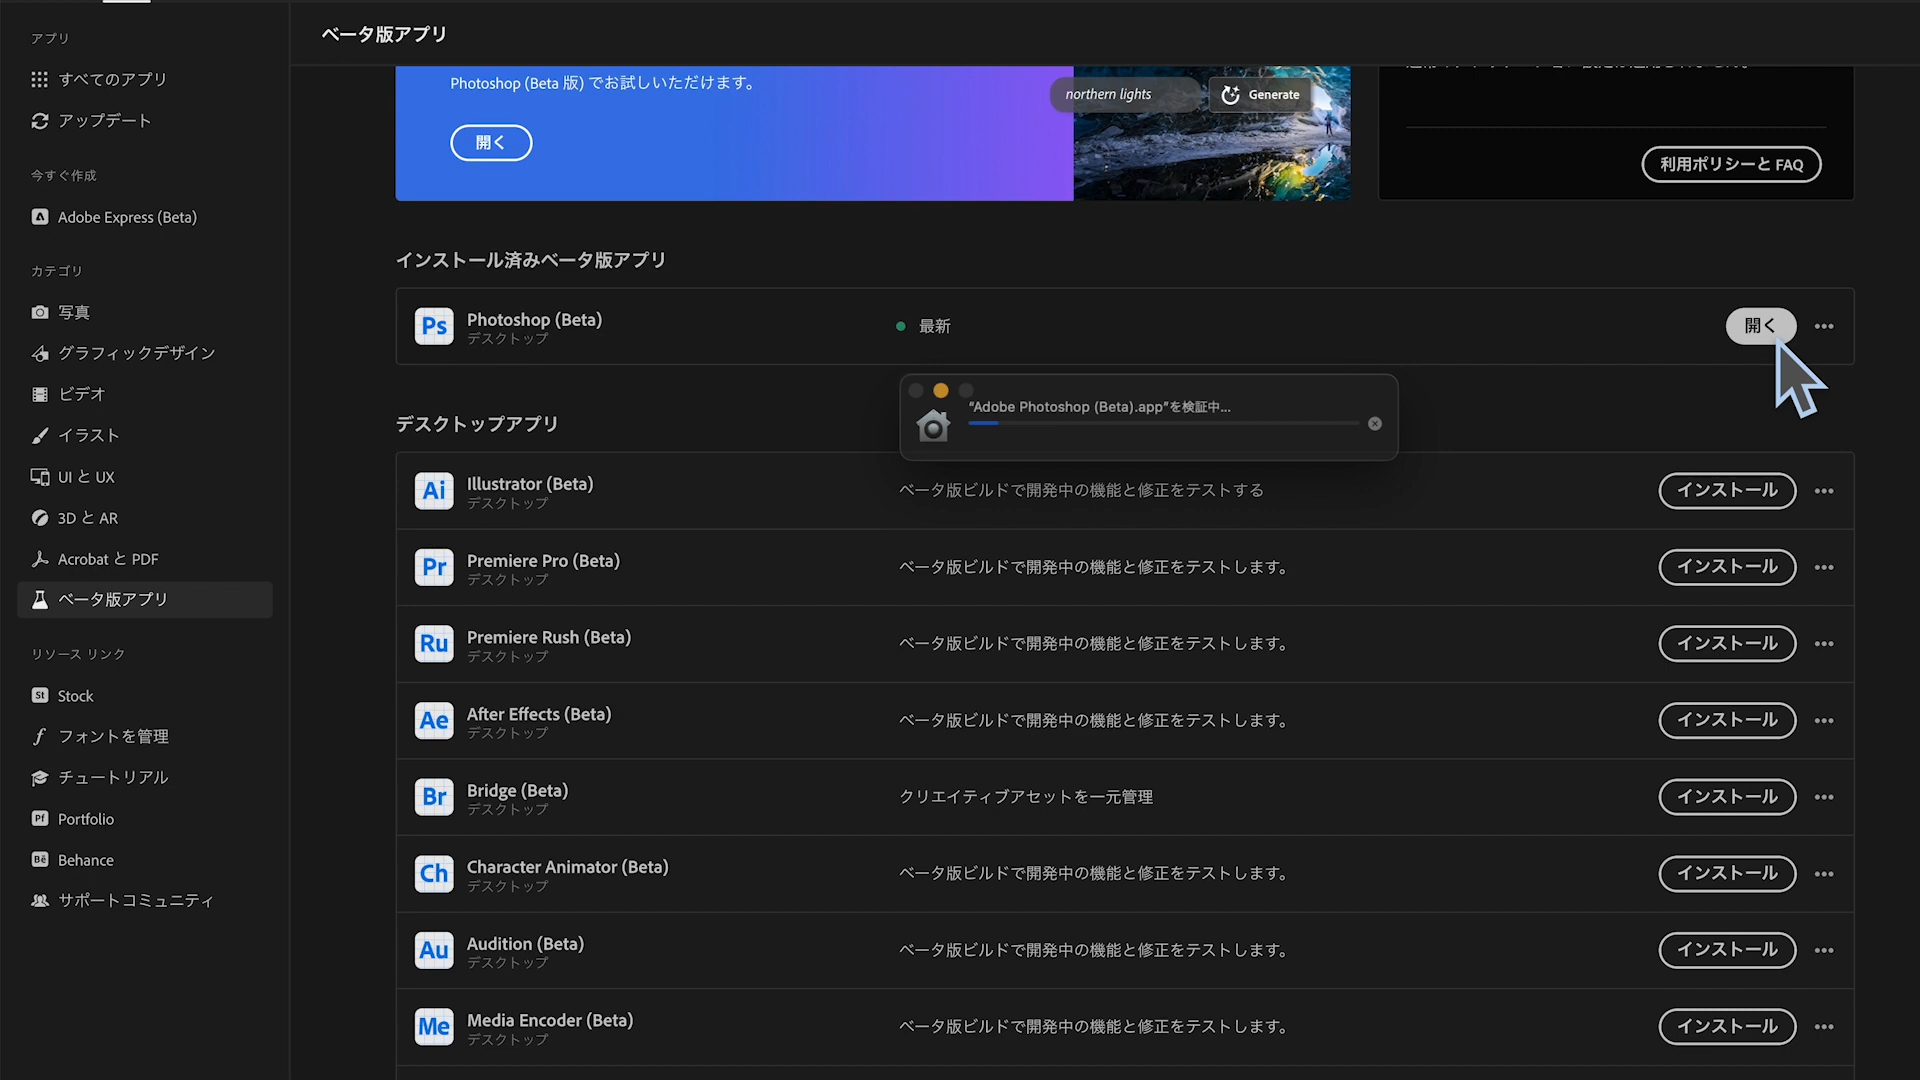 アプリ
すべてのアプリ
アップデート
今すぐ作成
Adobe Express (Beta)
カテゴリ
写真
グラフィックデザイン
ビデオ
イラスト
UI と UX
3D と AR
Acrobat と PDF
ベータ版アプリ
リソース リンク
St
Stock
フォントを管理
チュートリアル
Pf
Portfolio
Bē
Behance
サポートコミュニティ
ベータ版アプリ
Photoshop (Beta 版) でお試しいただけます。
開く
northern lights
Generate
利用ポリシーと FAQ
インストール済みベータ版アプリ
Ps
Photoshop (Beta)
デスクトップ
最新
開く
"Adobe Photoshop (Beta).app"を検証中...
デスクトップアプリ
Ai
Illustrator (Beta)
デスクトップ
ベータ版ビルドで開発中の機能と修正をテストする
インストール
Pr
Premiere Pro (Beta)
デスクトップ
ベータ版ビルドで開発中の機能と修正をテストします。
インストール
Ru
Premiere Rush (Beta)
デスクトップ
ベータ版ビルドで開発中の機能と修正をテストします。
インストール
Ae
After Effects (Beta)
デスクトップ
ベータ版ビルドで開発中の機能と修正をテストします。
インストール
Br
Bridge (Beta)
デスクトップ
クリエイティブアセットを一元管理
インストール
Ch
Character Animator (Beta)
デスクトップ
ベータ版ビルドで開発中の機能と修正をテストします。
インストール
Au
Audition (Beta)
デスクトップ
ベータ版ビルドで開発中の機能と修正をテストします。
インストール
Me
Media Encoder (Beta)
デスクトップ
ベータ版ビルドで開発中の機能と修正をテストします。
インストール